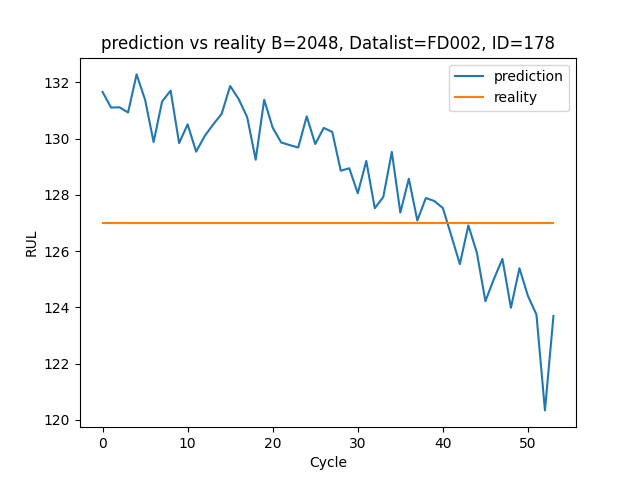 prediction vs reality B=2048, Datalist=FD002, ID=178
prediction
reality
132
130
128
126
124
122
120
RUL
0 10 20 30 40 50
Cycle